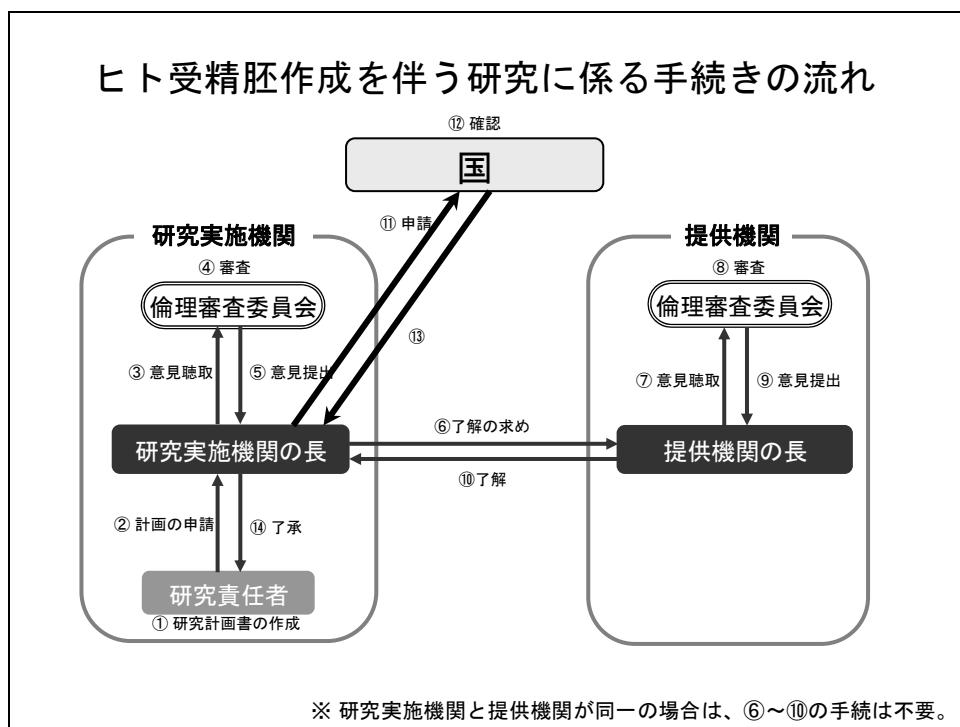 ヒト受精胚作成を伴う研究に係る手続きの流れ
⑫ 確認
国
⑪ 申請
研究実施機関
提供機関
④ 審査
⑧ 審査
倫理審査委員会
倫理審査委員会
⑬
③ 意見聴取
⑤ 意見提出
⑦ 意見聴取
⑨ 意見提出
⑥了解の求め
研究実施機関の長
提供機関の長
⑩了解
② 計画の申請
⑭ 了承
研究責任者
① 研究計画書の作成
※ 研究実施機関と提供機関が同一の場合は、⑥～⑩の手続は不要。